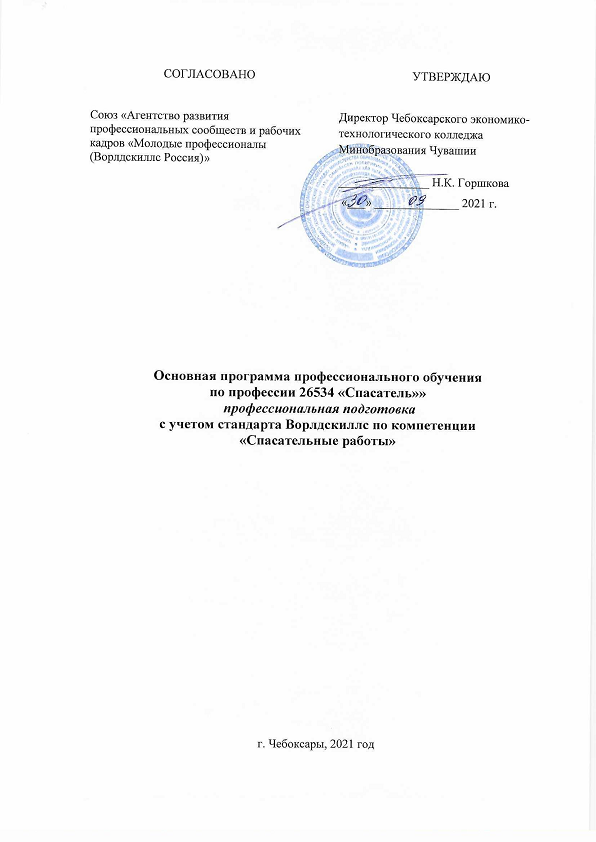 СОГЛАСОВАНО
Союз «Агентство развития
профессиональных сообществ и рабочих
кадров «Молодые профессионалы
(Ворлдскиллс Россия)»
УТВЕРЖДАЮ
Директор Чебоксарского экономико-
технологического колледжа
Минобразования Чувашии
_______________ Н.К. Горшкова
«30» 09 2021 г.
Основная программа профессионального обучения
по профессии 26534 «Спасатель»»
профессиональная подготовка
с учетом стандарта Ворлдскиллс по компетенции
«Спасательные работы»
г. Чебоксары, 2021 год